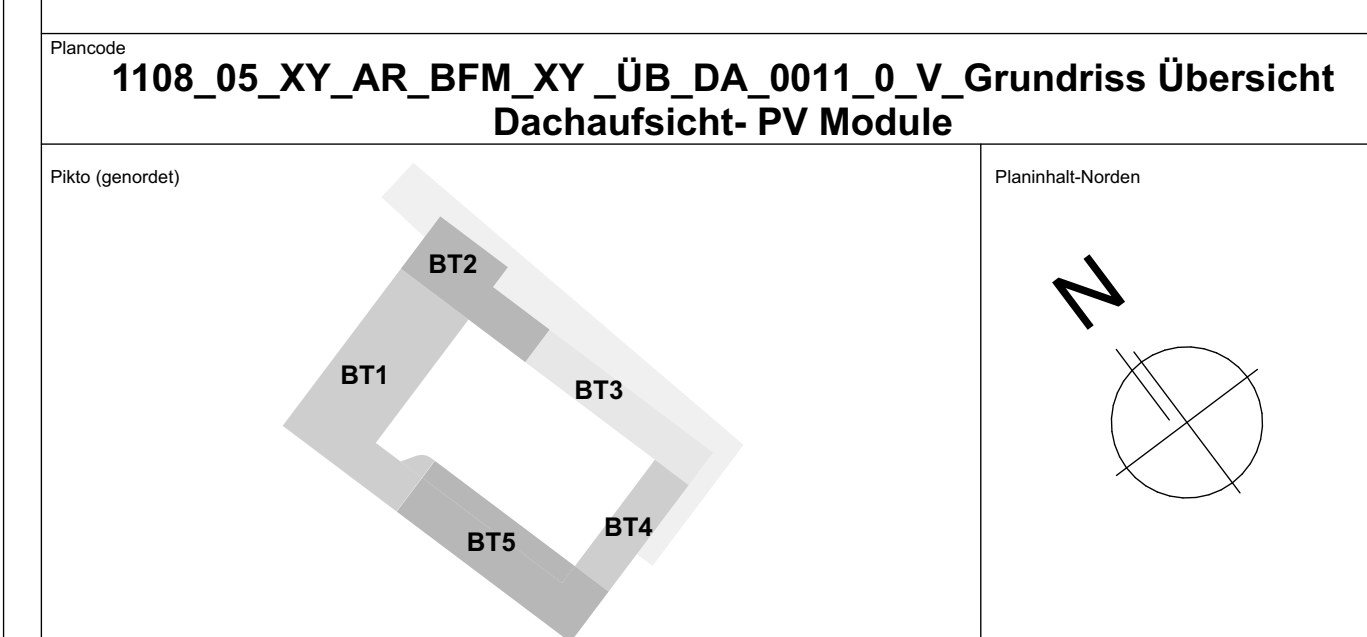 Plancode
1108_05_XY_AR_BFM_XY _ÜB_DA_0011_0_V_Grundriss Übersicht
Dachaufsicht- PV Module
Pikto (genordet)
Planinhalt-Norden
BT2
BT1
BT3
BT4
BT5
N